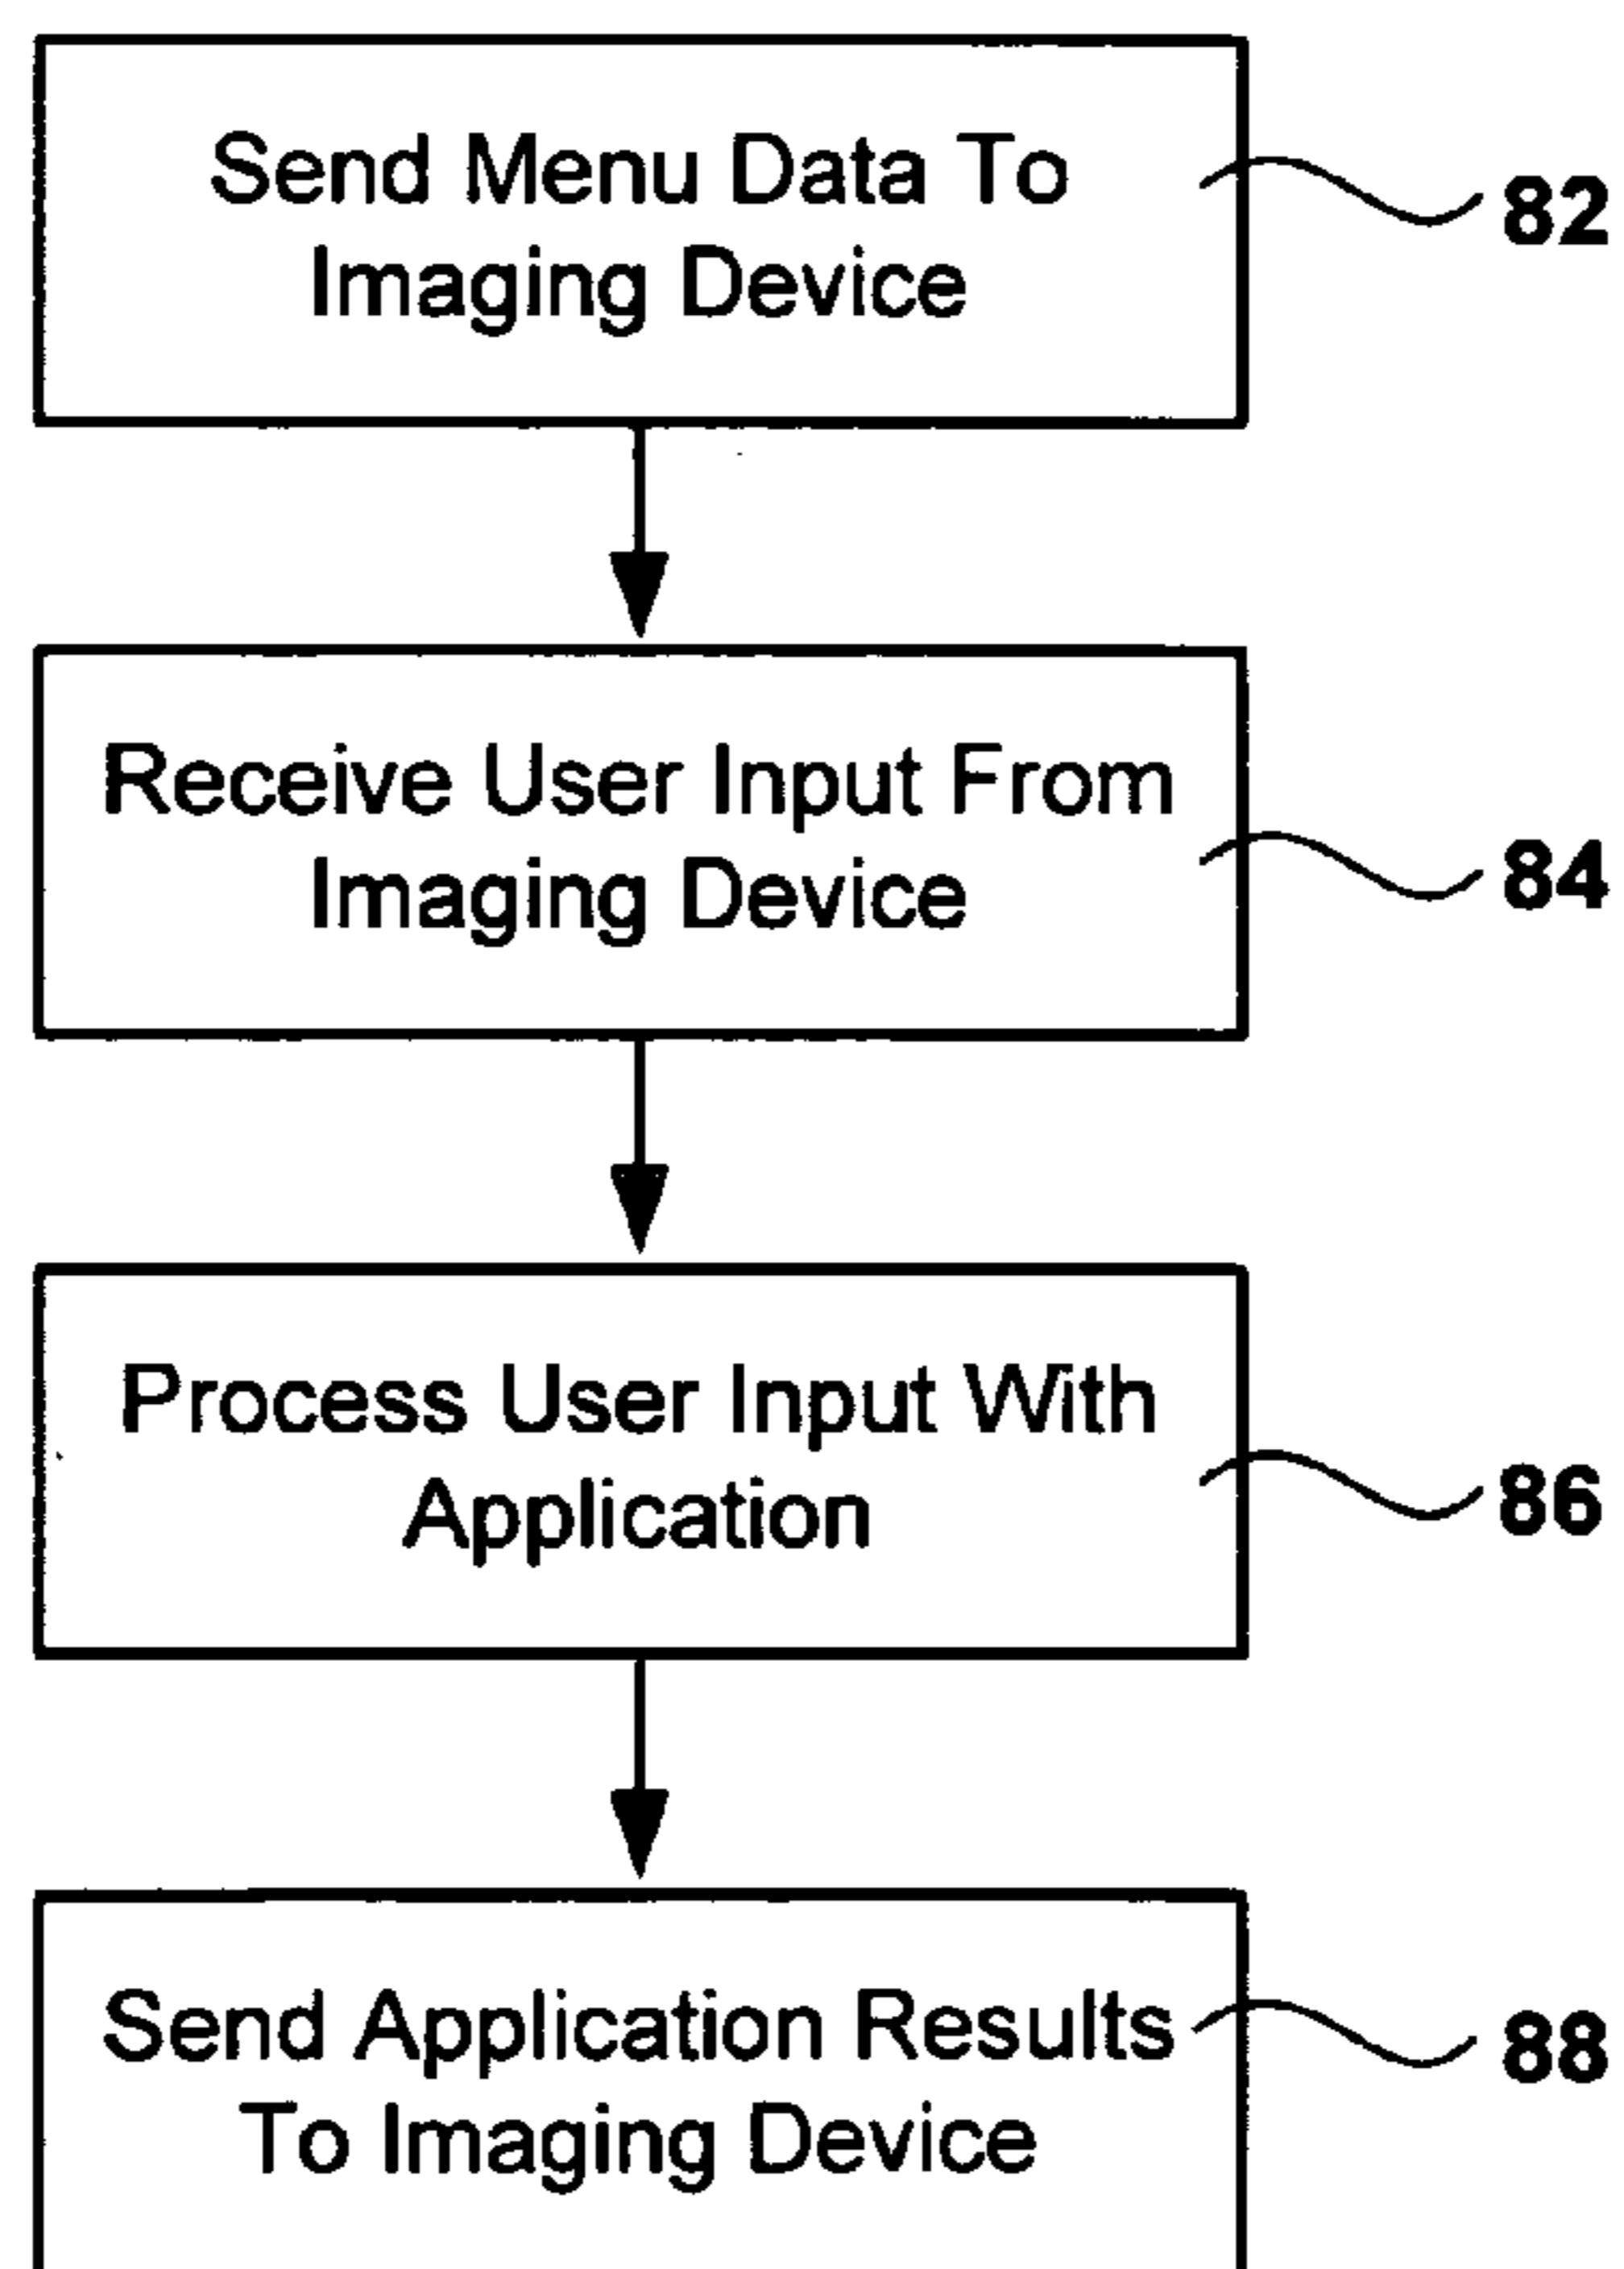 Send Menu Data To
Imaging Device
82
Receive User Input From
Imaging Device
84
Process User Input With
Application
86
Send Application Results
To Imaging Device
88